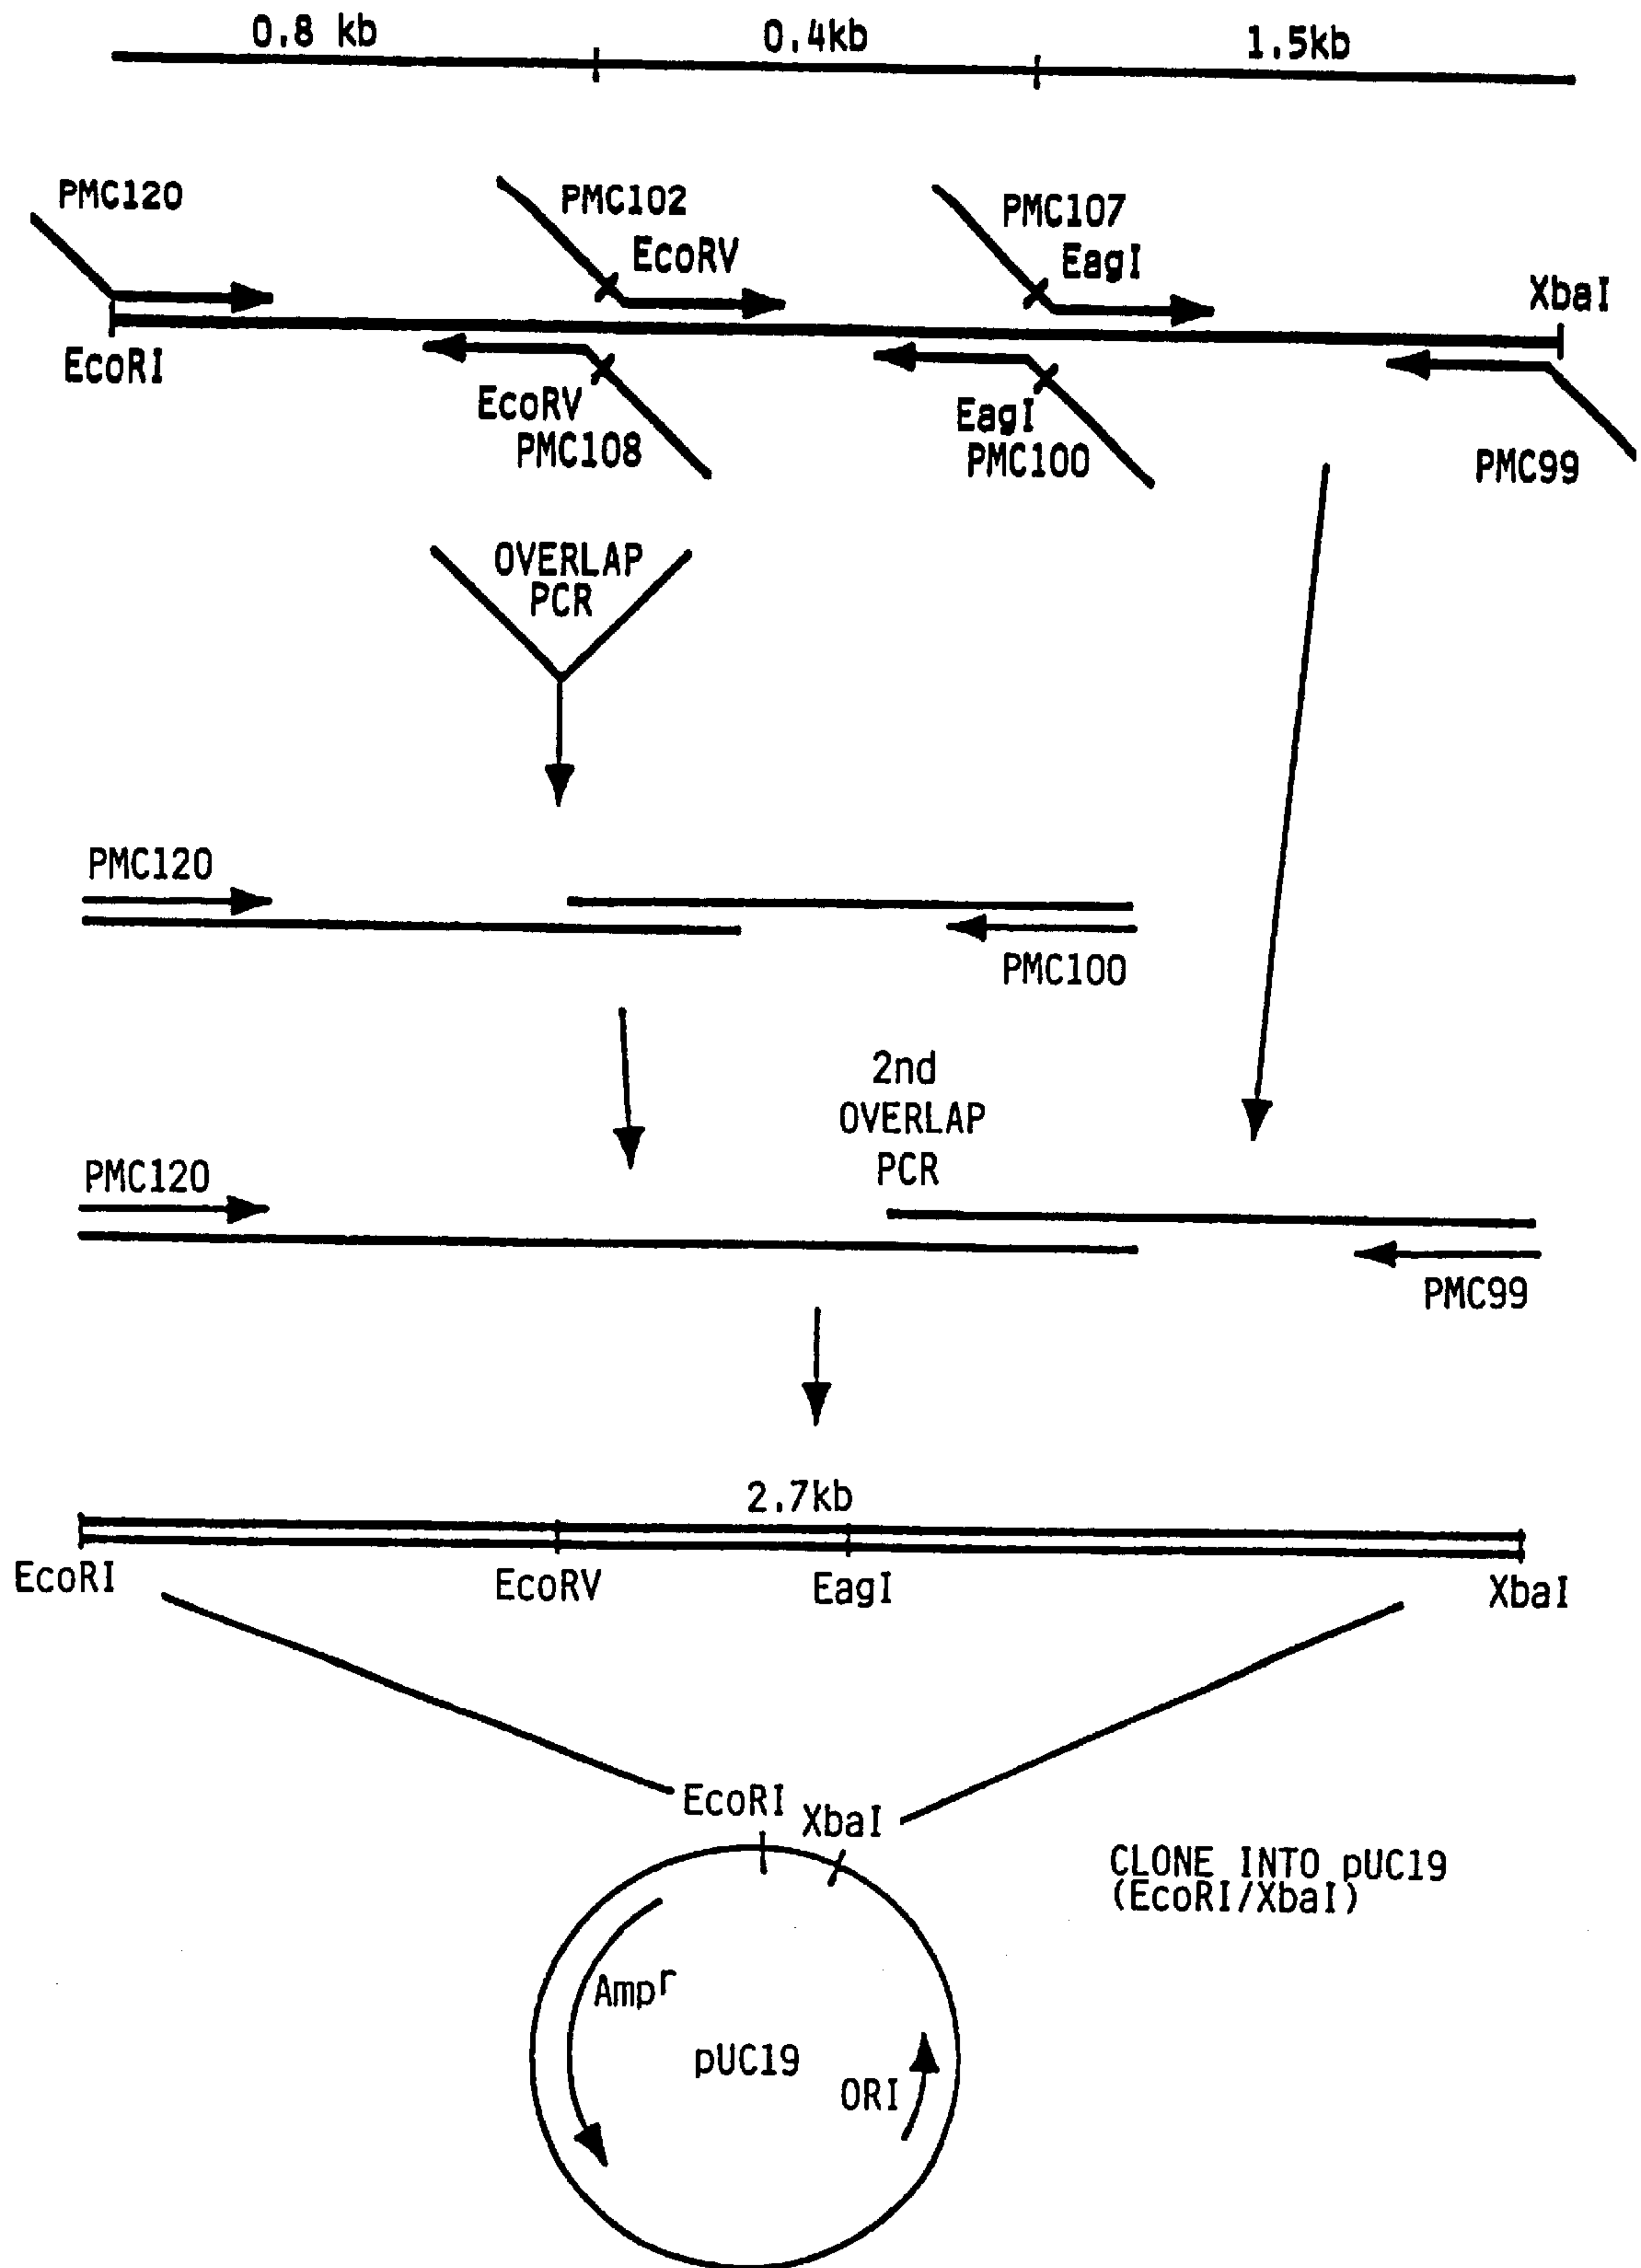 0.8 kb
0.4kb
1.5kb
PMC120
PMC102
EcoRV
PMC107
EagI
XbaI
EcoRI
EcoRV
PMC108
EagI
PMC100
PMC99
OVERLAP
PCR
PMC120
PMC100
2nd
OVERLAP
PCR
PMC120
PMC99
2.7kb
EcoRI
EcoRV
EagI
XbaI
EcoRI
XbaI
CLONE INTO pUC19
(EcoRI/XbaI)
Ampr
pUC19
ORI